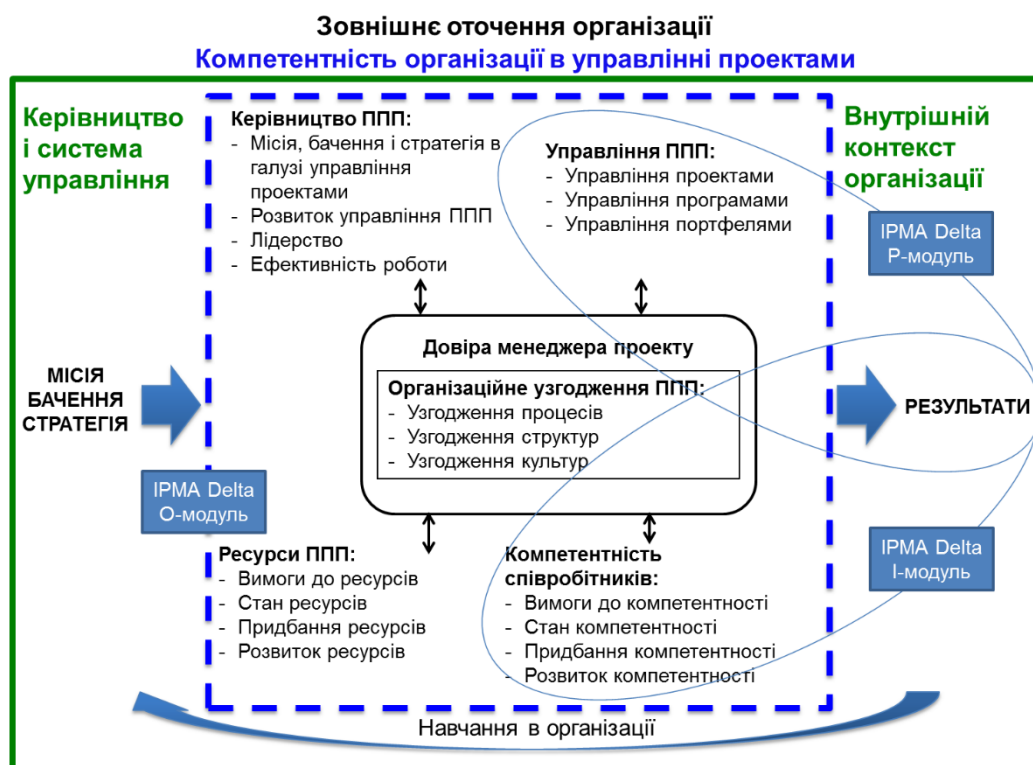 Зовнішнє оточення організації
Компетентність організації в управлінні проектами
Керівництво
і система
управління
Керівництво ППП:
- Місія, бачення і стратегія в
галузі управління
проектами
- Розвиток управління ППП
- Лідерство
- Ефективність роботи
Управління ППП:
- Управління проектами
- Управління програмами
- Управління портфелями
Внутрішній
контекст
організації
IPMA Delta
Р-модуль
Довіра менеджера проекту
Організаційне узгодження ППП:
- Узгодження процесів
- Узгодження структур
- Узгодження культур
МІСІЯ
БАЧЕННЯ
СТРАТЕГІЯ
РЕЗУЛЬТАТИ
IPMA Delta
О-модуль
IPMA Delta
І-модуль
Ресурси ППП:
- Вимоги до ресурсів
- Стан ресурсів
- Придбання ресурсів
- Розвиток ресурсів
Компетентність
співробітників:
- Вимоги до компетентності
- Стан компетентності
- Придбання компетентності
- Розвиток компетентності
Навчання в організації